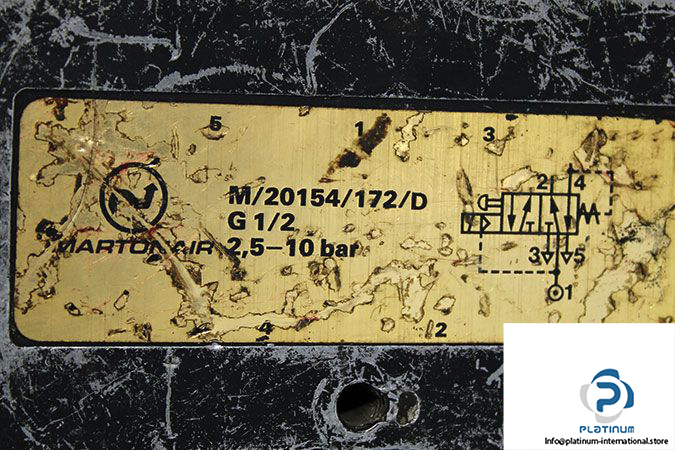 5 1 3
M/20154/172/D
G 1/2
MARTONAIR 2,5–10 bar
2 4
3 5
1
4 2
PLATINUM
Info@platinum-international.store